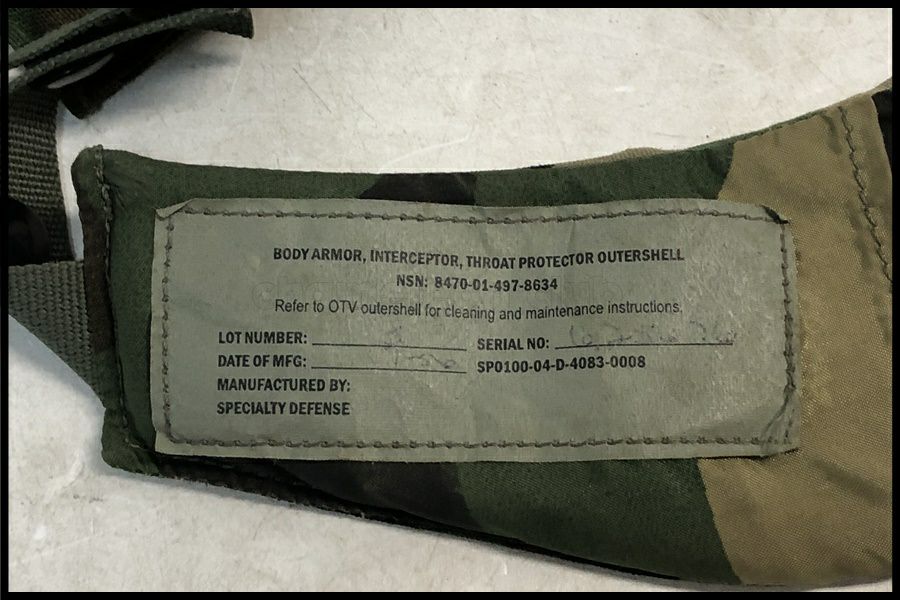 BODY ARMOR, INTERCEPTOR, THROAT PROTECTOR OUTERSHELL
NSN: 8470-01-497-8634
Refer to OTV outershell for cleaning and maintenance instructions.
LOT NUMBER: SERIAL NO:
DATE OF MFG: SP0100-04-D-4083-0008
MANUFACTURED BY:
SPECIALTY DEFENSE